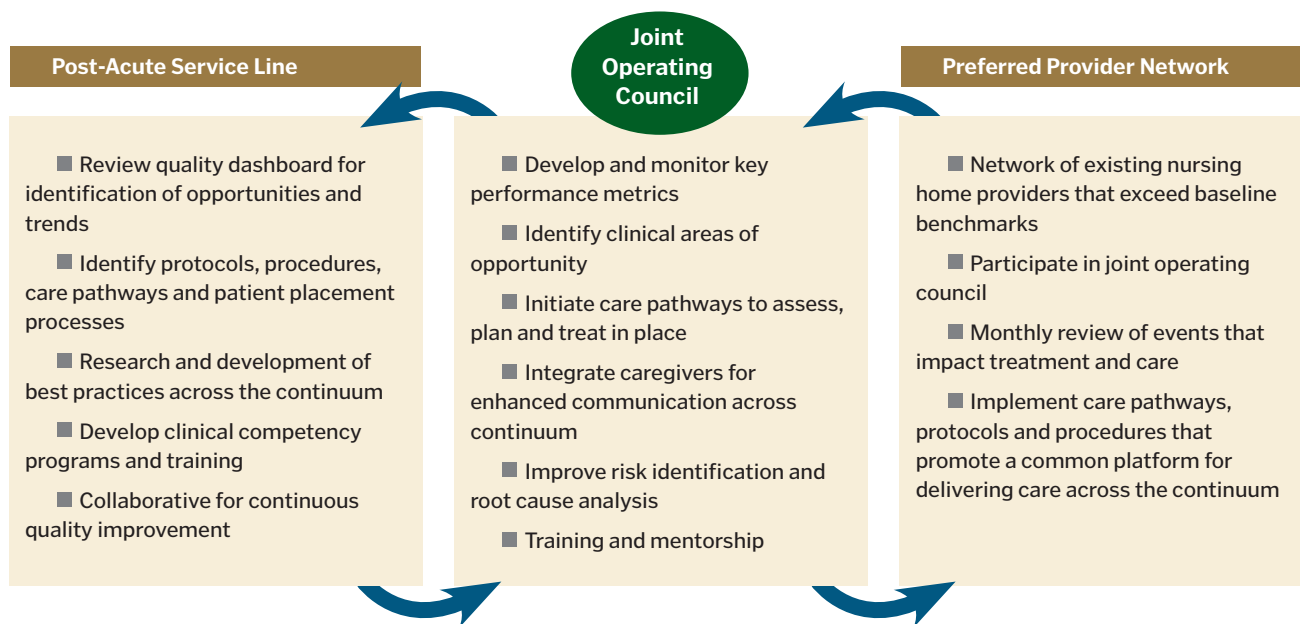 Post-Acute Service Line
■ Review quality dashboard for
identification of opportunities and
trends
■ Identify protocols, procedures,
care pathways and patient placement
processes
■ Research and development of
best practices across the continuum
■ Develop clinical competency
programs and training
■ Collaborative for continuous
quality improvement
Joint
Operating
Council
■ Develop and monitor key
performance metrics
■ Identify clinical areas of
opportunity
■ Initiate care pathways to assess,
plan and treat in place
■ Integrate caregivers for
enhanced communication across
continuum
■ Improve risk identification and
root cause analysis
■ Training and mentorship
Preferred Provider Network
■ Network of existing nursing
home providers that exceed baseline
benchmarks
■ Participate in joint operating
council
■ Monthly review of events that
impact treatment and care
■ Implement care pathways,
protocols and procedures that
promote a common platform for
delivering care across the continuum